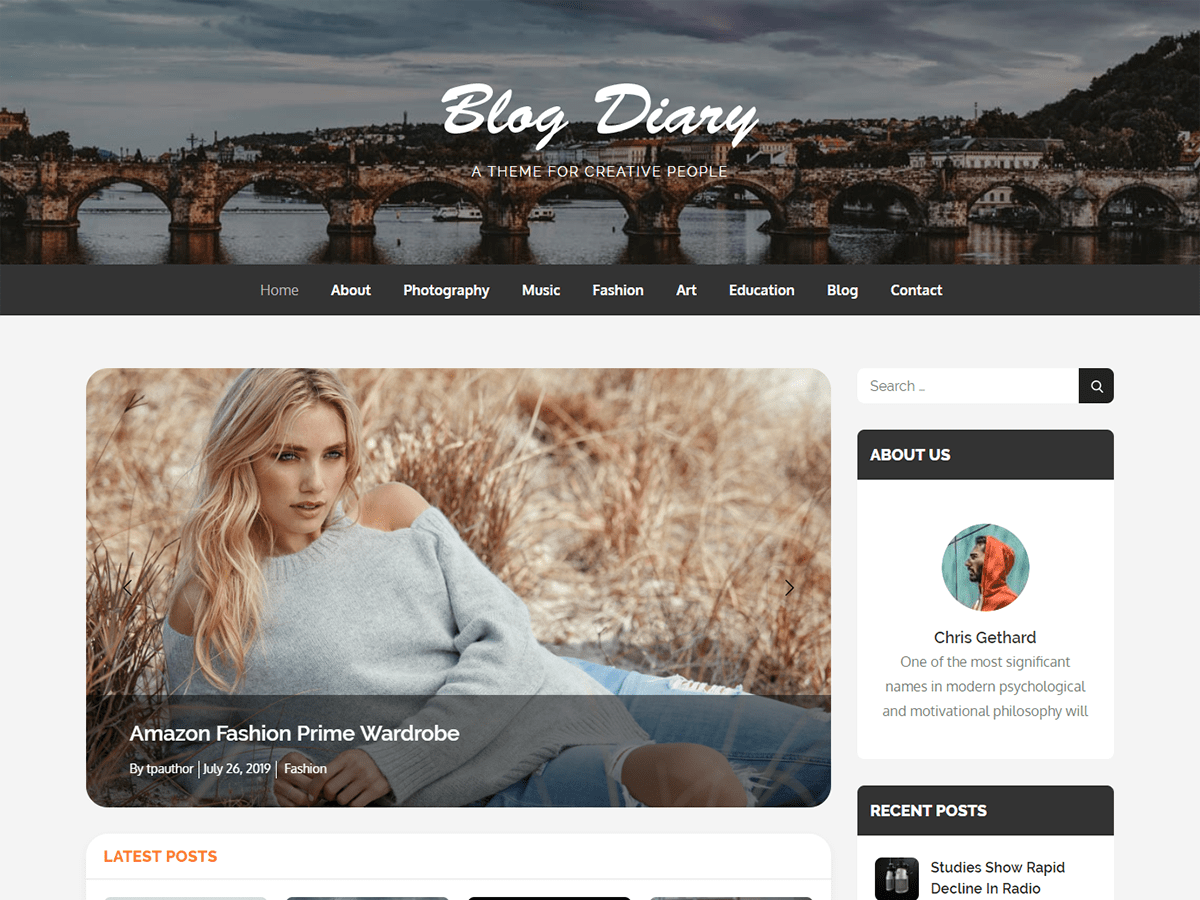 Blog Diary
A THEME FOR CREATIVE PEOPLE
Home About Photography Music Fashion Art Education Blog Contact
Amazon Fashion Prime Wardrobe
By tpauthor July 26, 2019 Fashion
LATEST POSTS
Search ...
ABOUT US
Chris Gethard
One of the most significant
names in modern psychological
and motivational philosophy will
RECENT POSTS
Studies Show Rapid
Decline In Radio